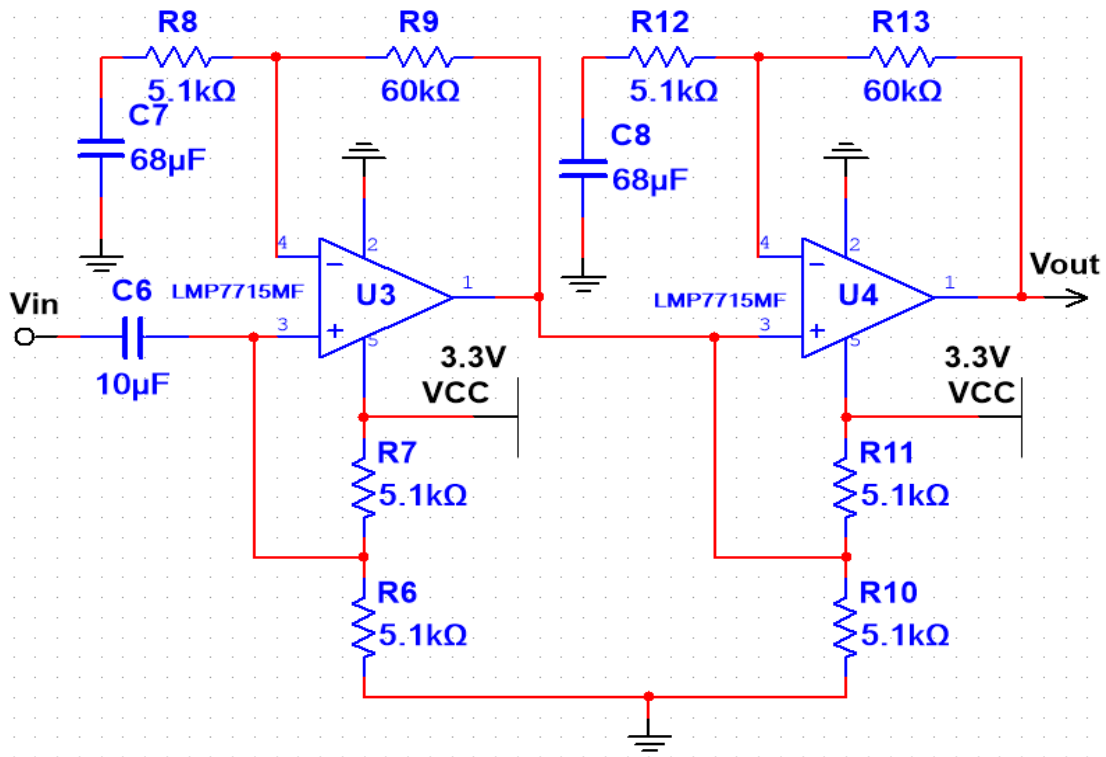 R8
R9
R12
R13
5.1kΩ
60kΩ
5.1kΩ
60kΩ
C7
68μF
C8
68μF
4
2
4
2
Vin
C6
LMP7715MF
U3
1
LMP7715MF
U4
1
Vout
3
3
10μF
5
5
3.3V
VCC
3.3V
VCC
R7
5.1kΩ
R11
5.1kΩ
R6
5.1kΩ
R10
5.1kΩ